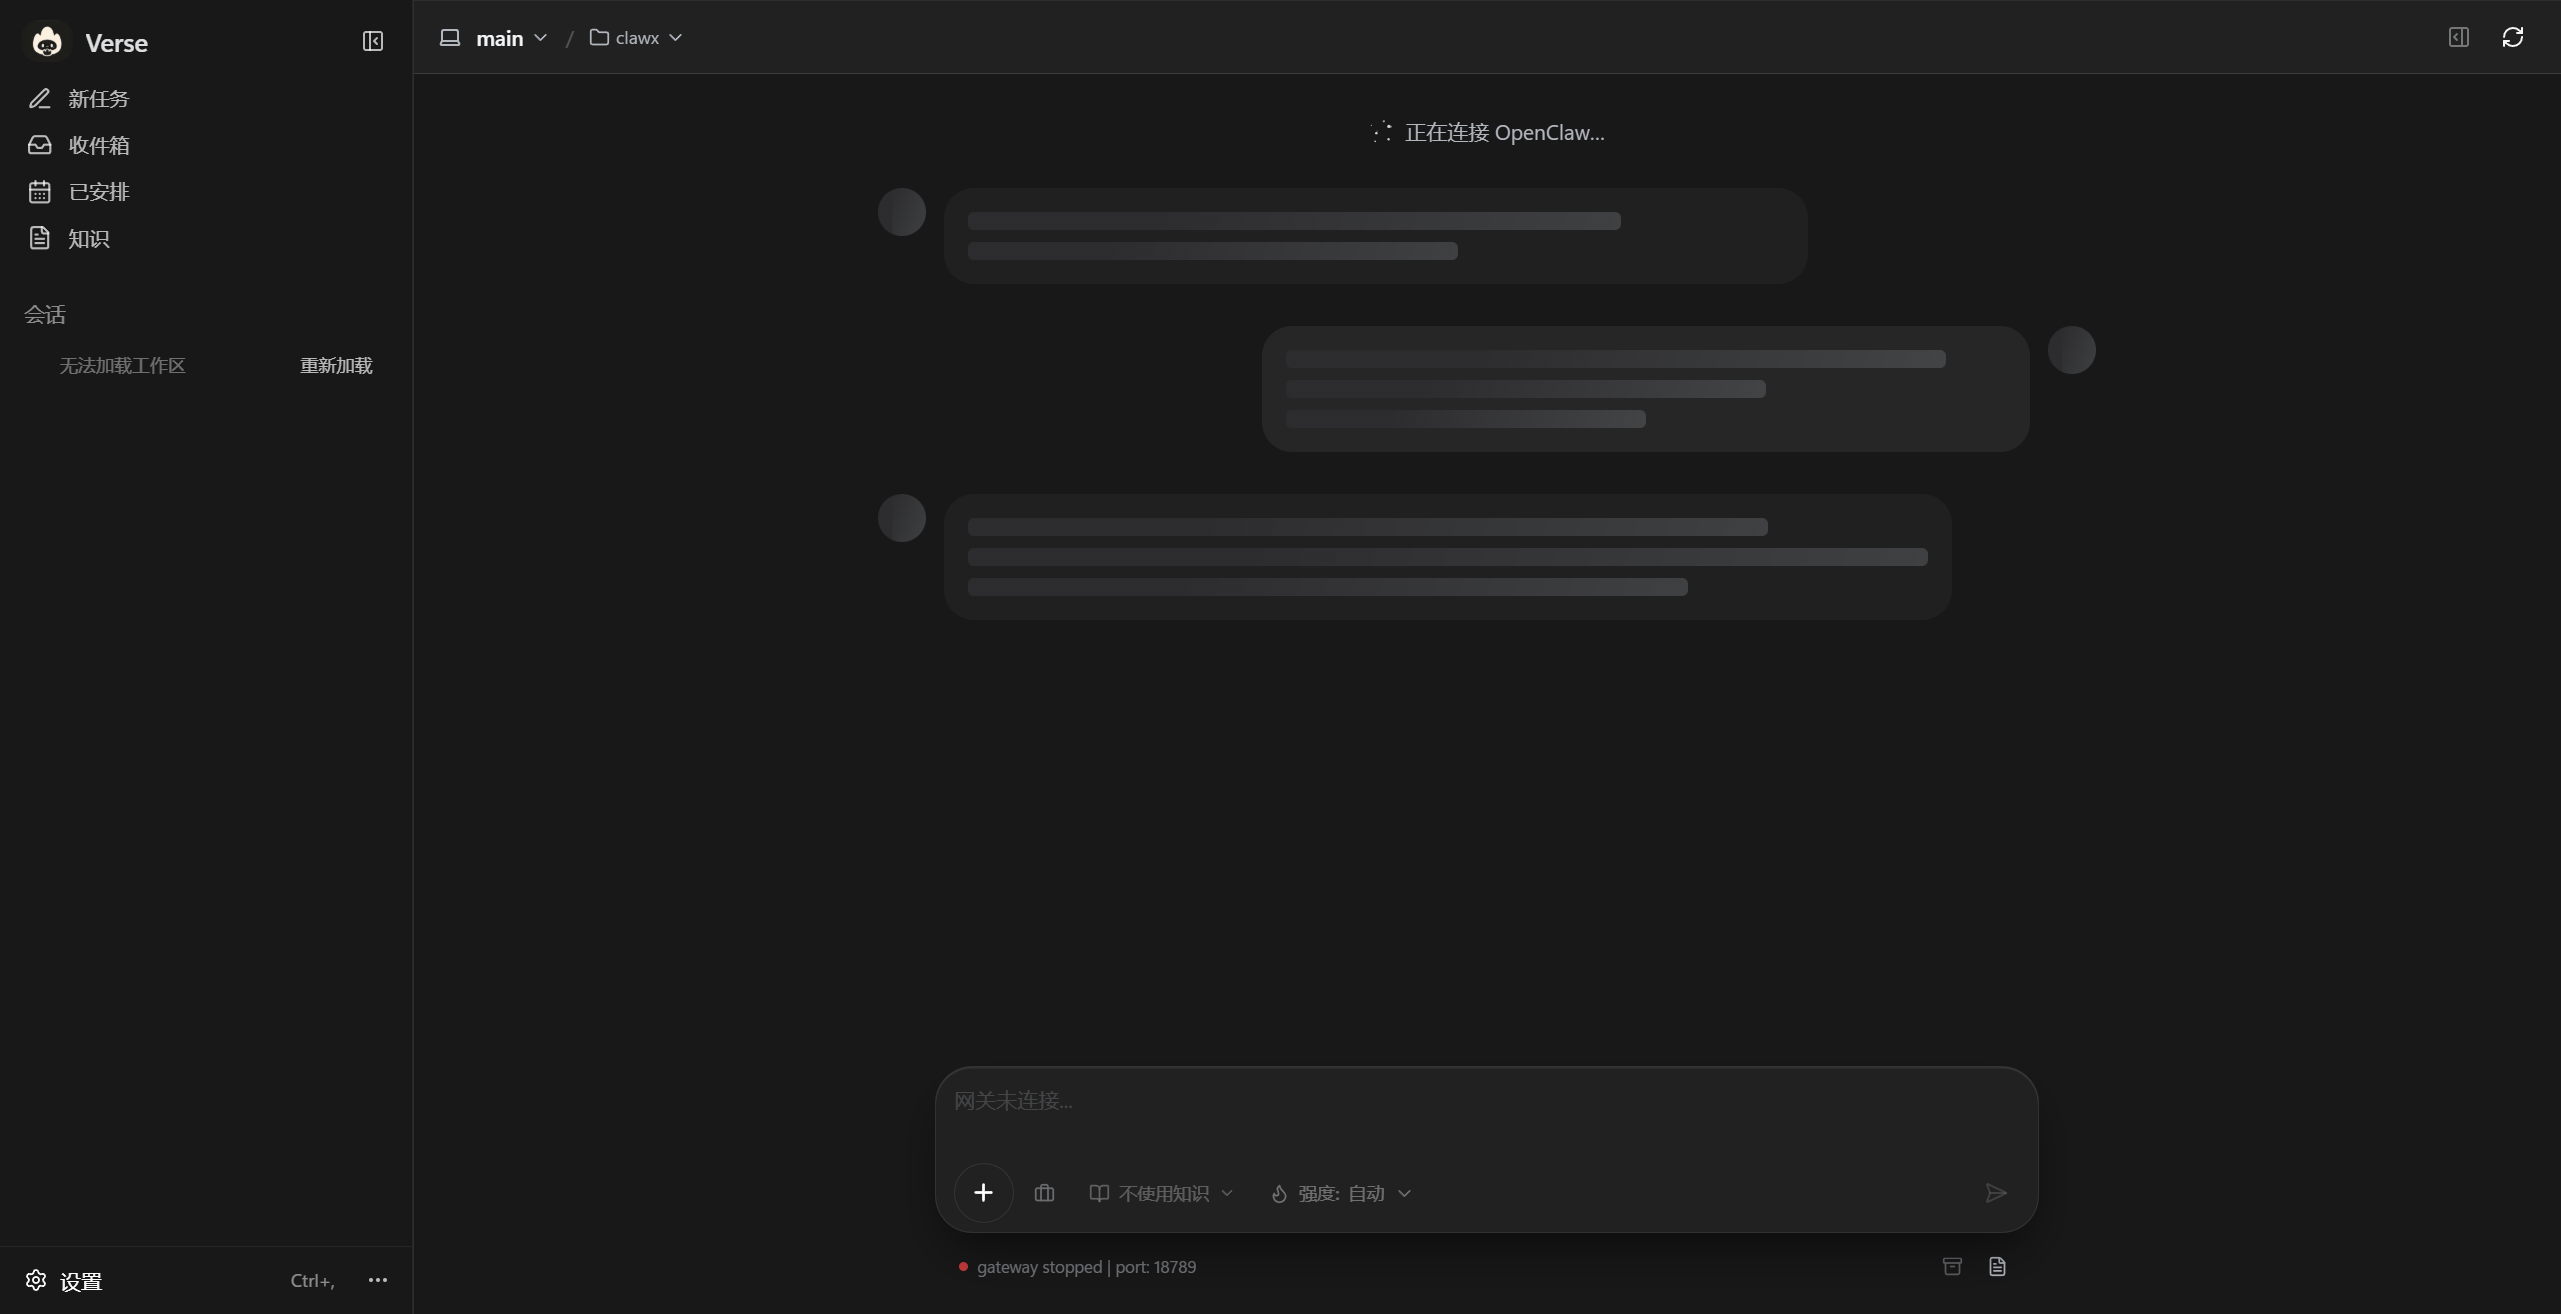 Verse
新任务
收件箱
已安排
知识
会话
无法加载工作区 重新加载
设置 Ctrl+,
main / clawx
正在连接 OpenClaw...
网关未连接...
不使用知识 强度: 自动
gateway stopped | port: 18789